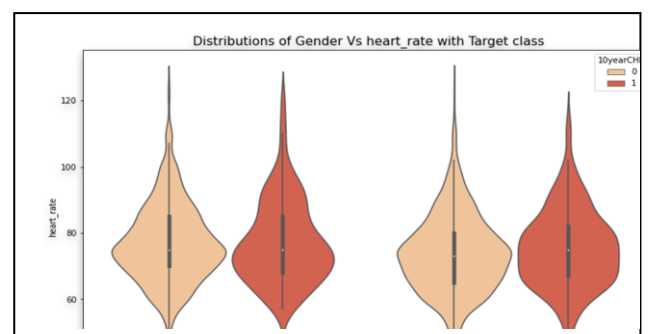 Distributions of Gender Vs heart_rate with Target class
10yearCH
0
1
120
100
80
60
heart_rate